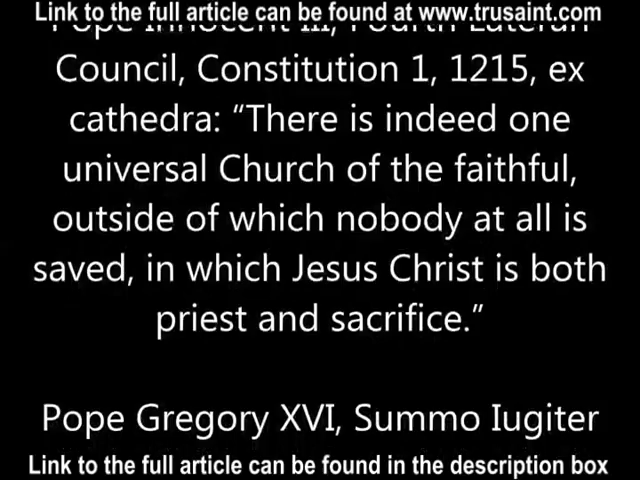 Link to the full article can be found at www.trusaint.com
Pope Innocent III, Fourth Lateran
Council, Constitution 1, 1215, ex
cathedra: “There is indeed one
universal Church of the faithful,
outside of which nobody at all is
saved, in which Jesus Christ is both
priest and sacrifice.”
Pope Gregory XVI, Summo Iugiter
Link to the full article can be found in the description box